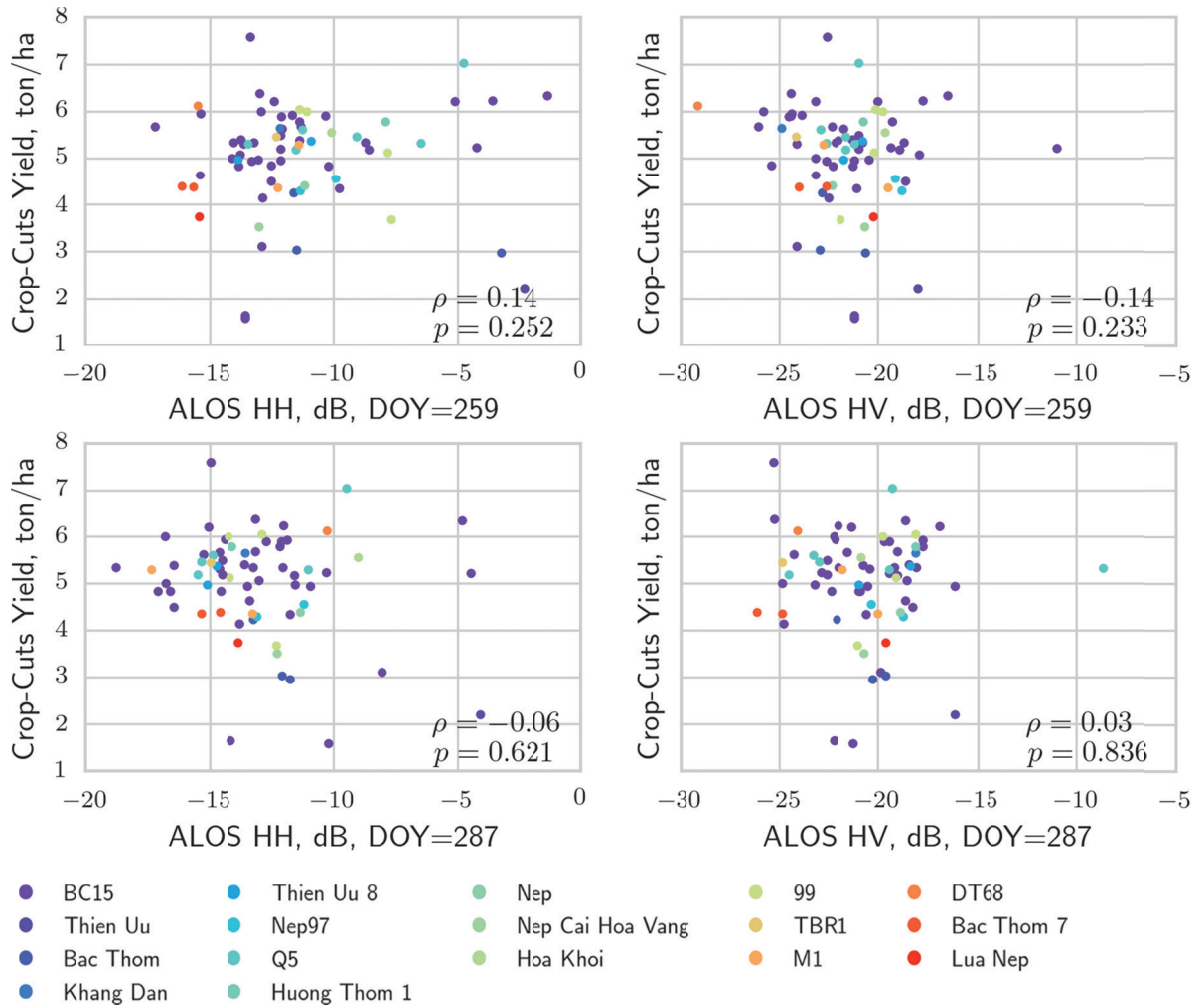 8
7
6
5
4
3
2
1
Crop-Cuts Yield, ton/ha
ρ = 0.14
p = 0.252
−20 −15 −10 −5 0
ALOS HH, dB, DOY=259
Crop-Cuts Yield, ton/ha
ρ = −0.14
p = 0.233
−30 −25 −20 −15 −10 −5
ALOS HV, dB, DOY=259
8
7
6
5
4
3
2
1
Crop-Cuts Yield, ton/ha
ρ = −0.06
p = 0.621
−20 −15 −10 −5 0
ALOS HH, dB, DOY=287
Crop-Cuts Yield, ton/ha
ρ = 0.03
p = 0.836
−30 −25 −20 −15 −10 −5
ALOS HV, dB, DOY=287
BC15
Thien Uu
Bac Thom
Khang Dan
Thien Uu 8
Nep97
Q5
Huong Thom 1
Nep
Nep Cai Hoa Vang
Hoa Khoi
99
TBR1
M1
DT68
Bac Thom 7
Lua Nep